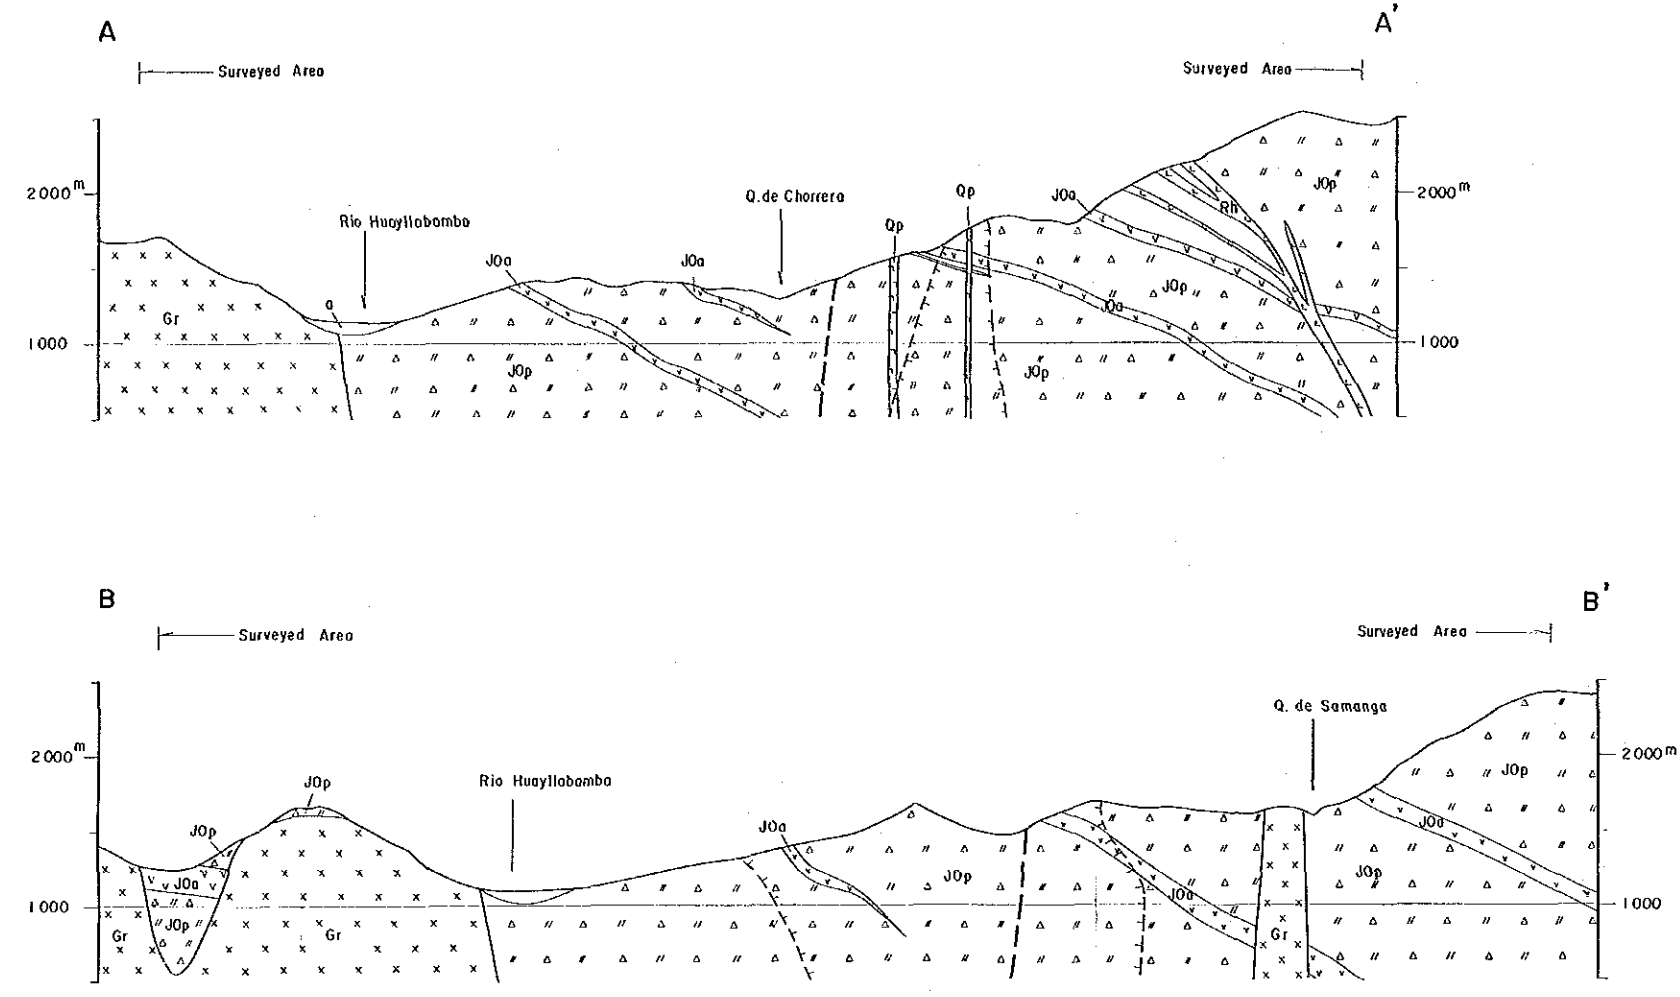 A A'
Surveyed Area Surveyed Area
2000m 2000m
Rio Huayllabamba
Q. de Chorrera
Qp
Qp
JOa
JOp
Rh
JOa
JOa
a
Gr
JOp
JOa
1000 1000
JOp
JOp
B B'
Surveyed Area Surveyed Area
Q. de Samanga
2000m 2000m
JOp
Rio Huayllabamba
JOp
JOp
JOa
JOa
JOa
JOp
JOp
JOa
1000 1000
JOp
Gr
Gr
Gr